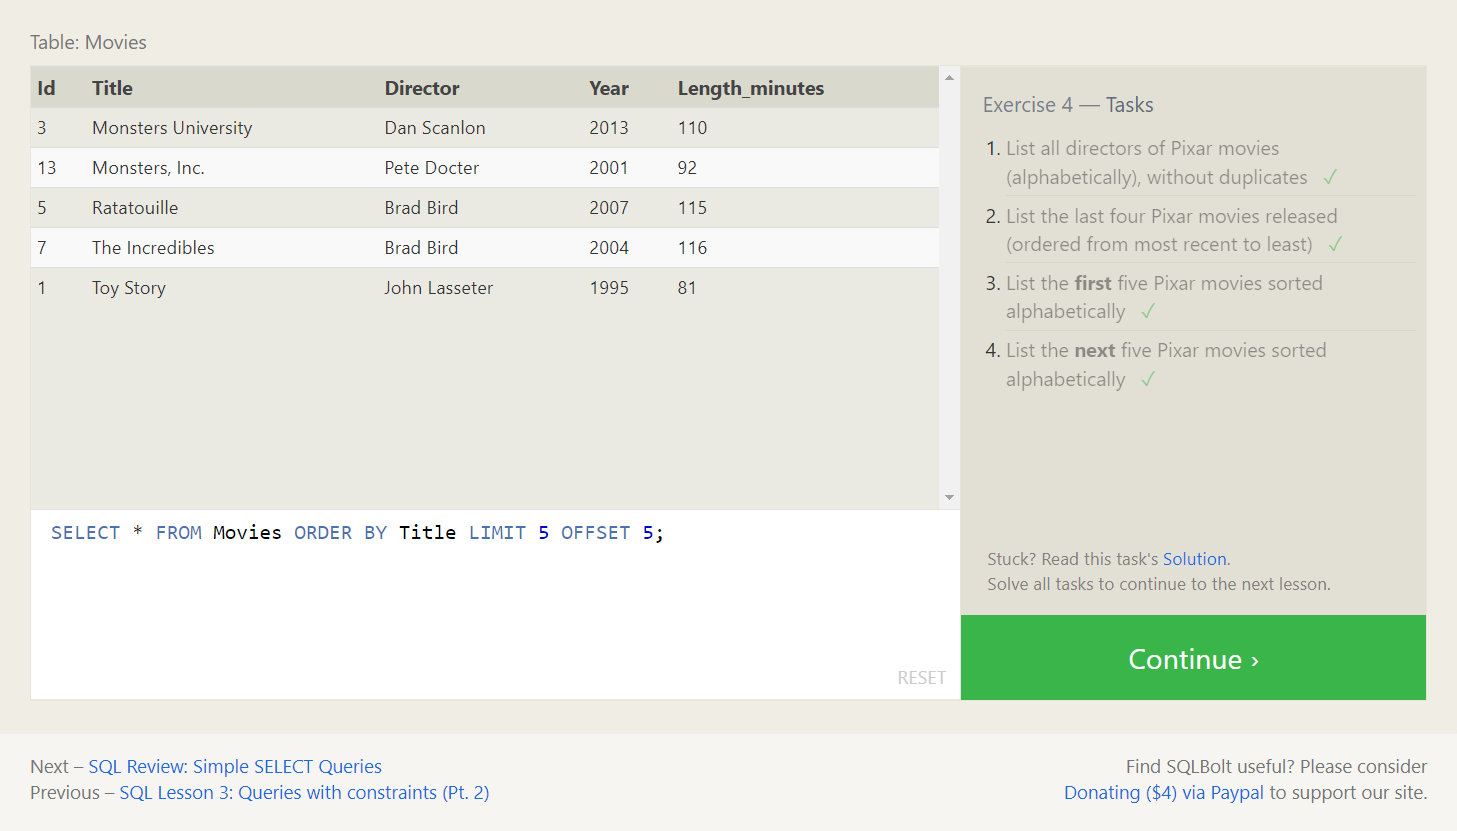 Table: Movies
Id Title Director Year Length_minutes
3 Monsters University Dan Scanlon 2013 110
13 Monsters, Inc. Pete Docter 2001 92
5 Ratatouille Brad Bird 2007 115
7 The Incredibles Brad Bird 2004 116
1 Toy Story John Lasseter 1995 81
SELECT * FROM Movies ORDER BY Title LIMIT 5 OFFSET 5;
RESET
Exercise 4 — Tasks
1. List all directors of Pixar movies
(alphabetically), without duplicates ✓
2. List the last four Pixar movies released
(ordered from most recent to least) ✓
3. List the first five Pixar movies sorted
alphabetically ✓
4. List the next five Pixar movies sorted
alphabetically ✓
Stuck? Read this task's Solution.
Solve all tasks to continue to the next lesson.
Continue ›
Next – SQL Review: Simple SELECT Queries
Previous – SQL Lesson 3: Queries with constraints (Pt. 2)
Find SQLBolt useful? Please consider
Donating ($4) via Paypal to support our site.